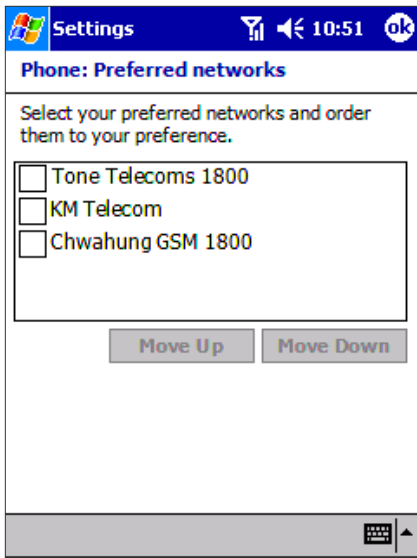 Settings 10:51 ok
Phone: Preferred networks
Select your preferred networks and order
them to your preference.
Tone Telecoms 1800
KM Telecom
Chwahung GSM 1800
Move Up Move Down